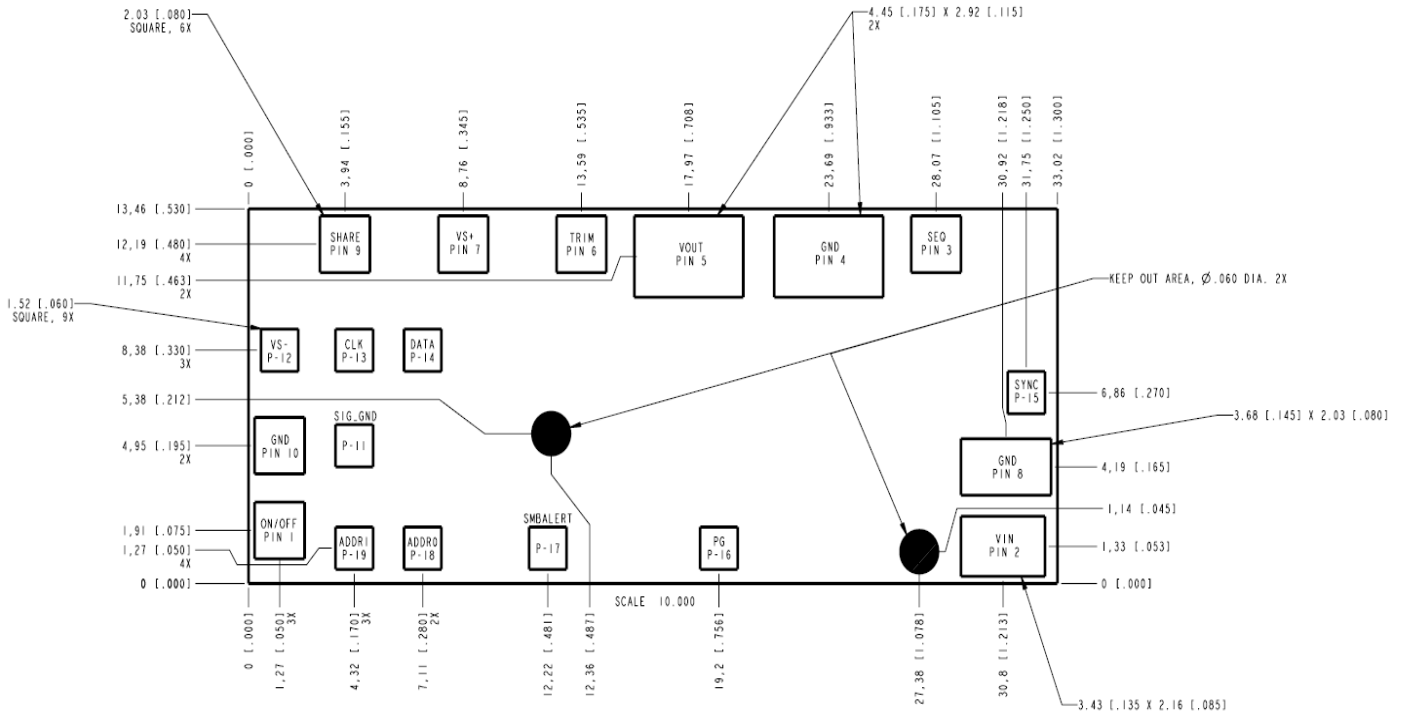 2.03 [.080]
SQUARE, 6X
4.45 [.175] X 2.92 [.115]
2X
0 [.000]
3,94 [.155]
8,76 [.345]
13,59 [.535]
17,97 [.708]
23,69 [.933]
28,07 [1.105]
30,92 [1.218]
31,75 [1.250]
33,02 [1.300]
13,46 [.530]
12,19 [.480]
4X
11,75 [.463]
2X
SHARE
PIN 9
VS+
PIN 7
TRIM
PIN 6
VOUT
PIN 5
GND
PIN 4
SEQ
PIN 3
KEEP OUT AREA, Ø.060 DIA. 2X
1.52 [.060]
SQUARE, 9X
8,38 [.330]
3X
VS-
P-12
CLK
P-13
DATA
P-14
5,38 [.212]
SYNC
P-15
6,86 [.270]
3.68 [.145] X 2.03 [.080]
4,95 [.195]
2X
GND
PIN 10
SIG_GND
P-11
GND
PIN 8
4,19 [.165]
1,14 [.045]
1,91 [.075]
1,27 [.050]
4X
ON/OFF
PIN 1
ADDR1
P-19
ADDR0
P-18
SMBALERT
P-17
PG
P-16
VIN
PIN 2
1,33 [.053]
0 [.000]
0 [.000]
SCALE 10.000
0 [.000]
1,27 [.050]
3X
4,32 [.170]
3X
7,11 [.280]
2X
12,22 [.481]
12,36 [.487]
19,2 [.756]
27,38 [1.078]
30,8 [1.213]
3.43 [.135 X 2.16 [.085]